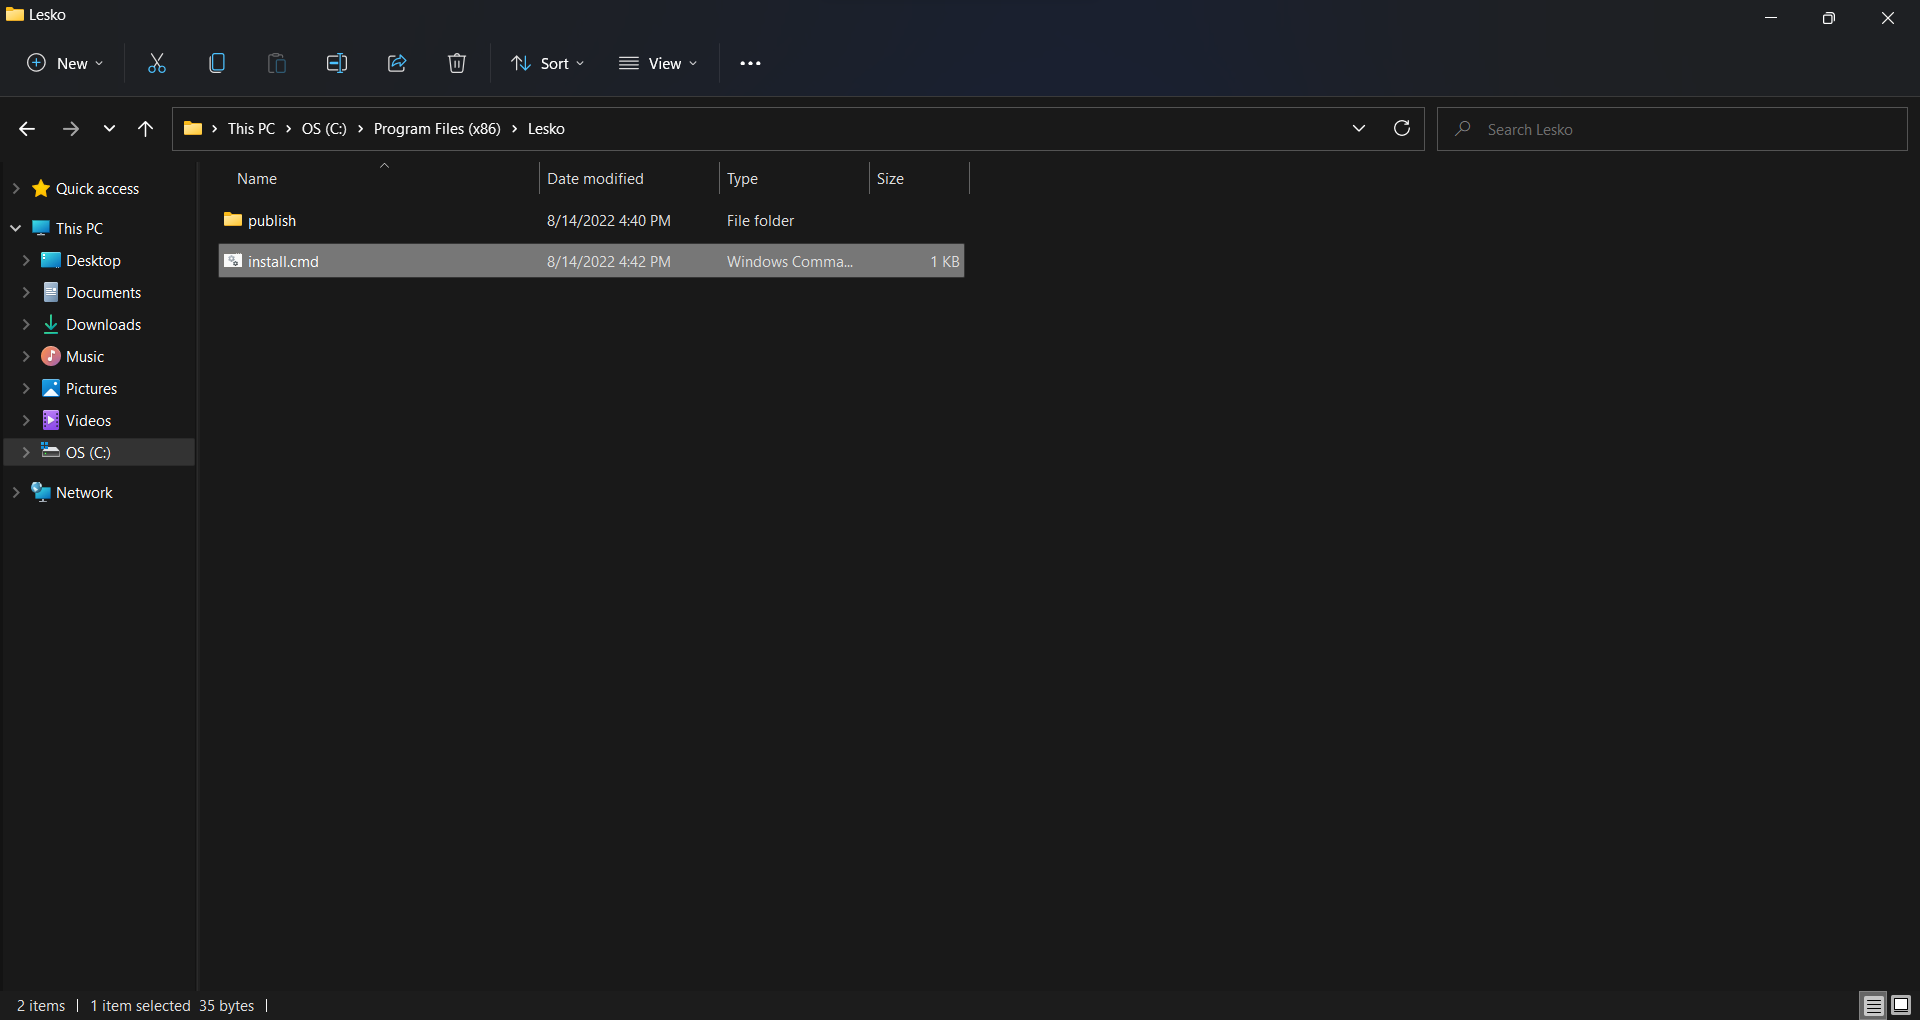 Lesko
New
Sort
View
This PC
OS (C:)
Program Files (x86)
Lesko
Search Lesko
Quick access
This PC
Desktop
Documents
Downloads
Music
Pictures
Videos
OS (C:)
Network
Name Date modified Type Size
publish 8/14/2022 4:40 PM File folder
install.cmd 8/14/2022 4:42 PM Windows Comma... 1 KB
2 items 1 item selected 35 bytes